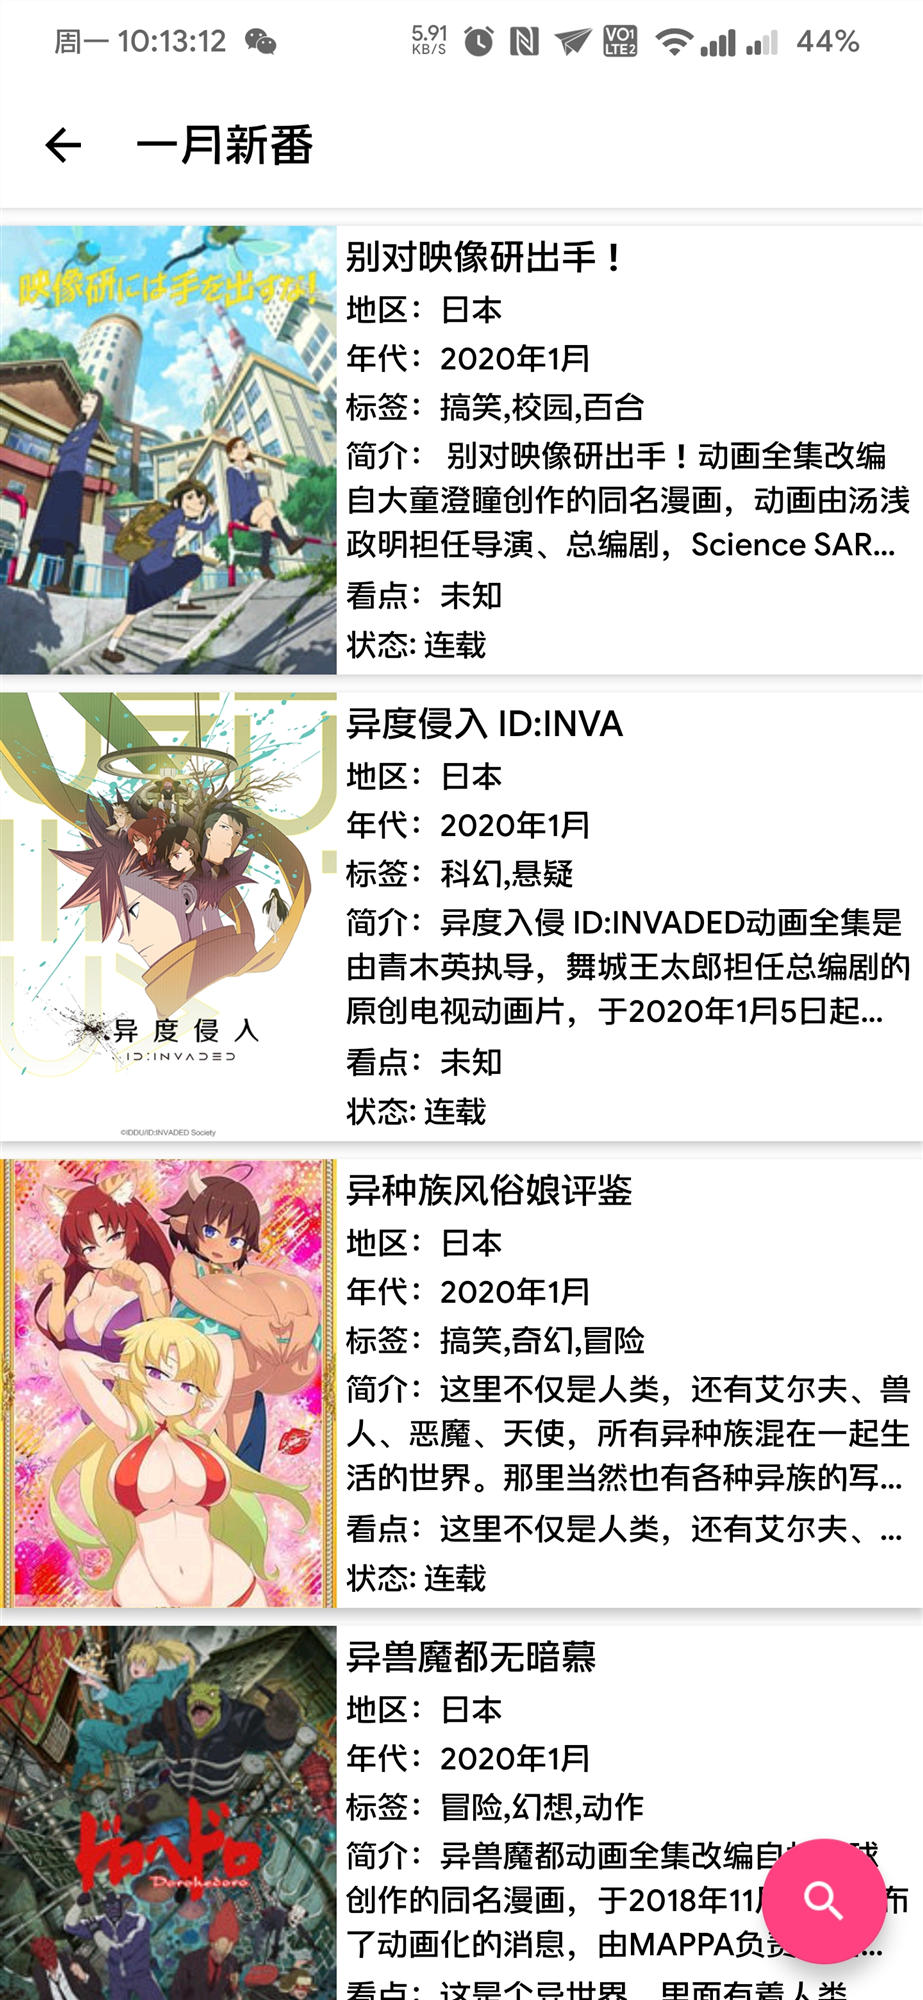 周一 10:13:12
5.91
KB/S
VO1
LTE2
44%
一月新番
映像研には手を出すな!
别对映像研出手！
地区：日本
年代：2020年1月
标签：搞笑,校园,百合
简介： 别对映像研出手！动画全集改编
自大童澄瞳创作的同名漫画，动画由汤浅
政明担任导演、总编剧，Science SAR...
看点：未知
状态: 连载
异度侵入
ID:INVADED
©IDDU/ID:INVADED Society
异度侵入 ID:INVA
地区：日本
年代：2020年1月
标签：科幻,悬疑
简介：异度入侵 ID:INVADED动画全集是
由青木英执导，舞城王太郎担任总编剧的
原创电视动画片，于2020年1月5日起...
看点：未知
状态: 连载
异种族风俗娘评鉴
地区：日本
年代：2020年1月
标签：搞笑,奇幻,冒险
简介：这里不仅是人类，还有艾尔夫、兽
人、恶魔、天使，所有异种族混在一起生
活的世界。那里当然也有各种异族的写...
看点：这里不仅是人类，还有艾尔夫、...
状态: 连载
ドロヘドロ
Dorohedoro
异兽魔都无暗幕
地区：日本
年代：2020年1月
标签：冒险,幻想,动作
简介：异兽魔都动画全集改编自 球
创作的同名漫画，于2018年11 布
了动画化的消息，由MAPPA负 ...
看点：这是个异世界，里面有着人类